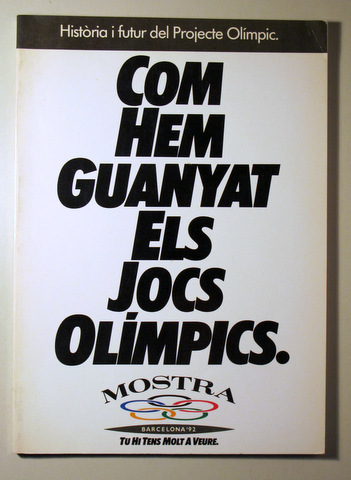 Història i futur del Projecte Olímpic.
COM
HEM
GUANYAT
ELS
JOCS
OLÍMPICS.
MOSTRA
BARCELONA'92
TU HI TENS MOLT A VEURE.